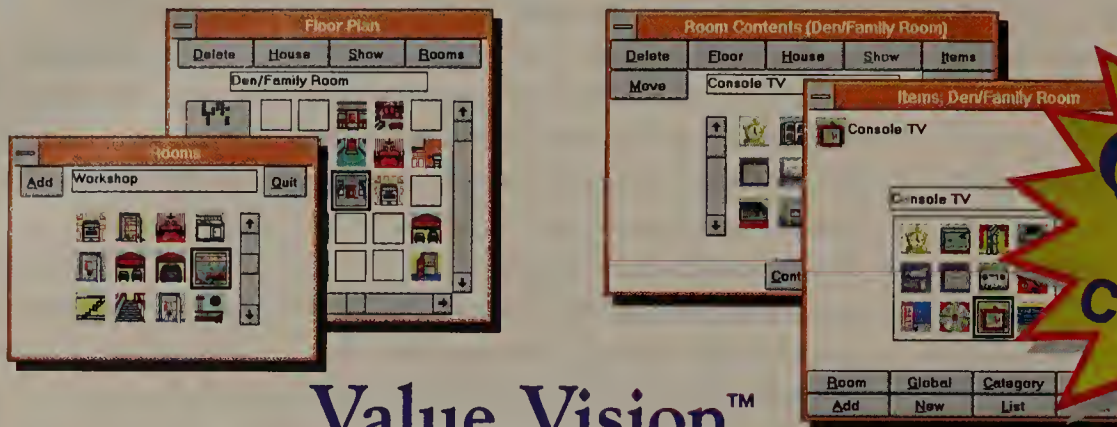 Floor Plan
Delete House Show Rooms
Den/Family Room
Rooms
Add Workshop Quit
Room Contents (Den/Family Room)
Delete Floor House Show Items
Move Console TV
Items, Den/Family Room
Console TV
Console TV
Room Global Category
Add New List
Value Vision™